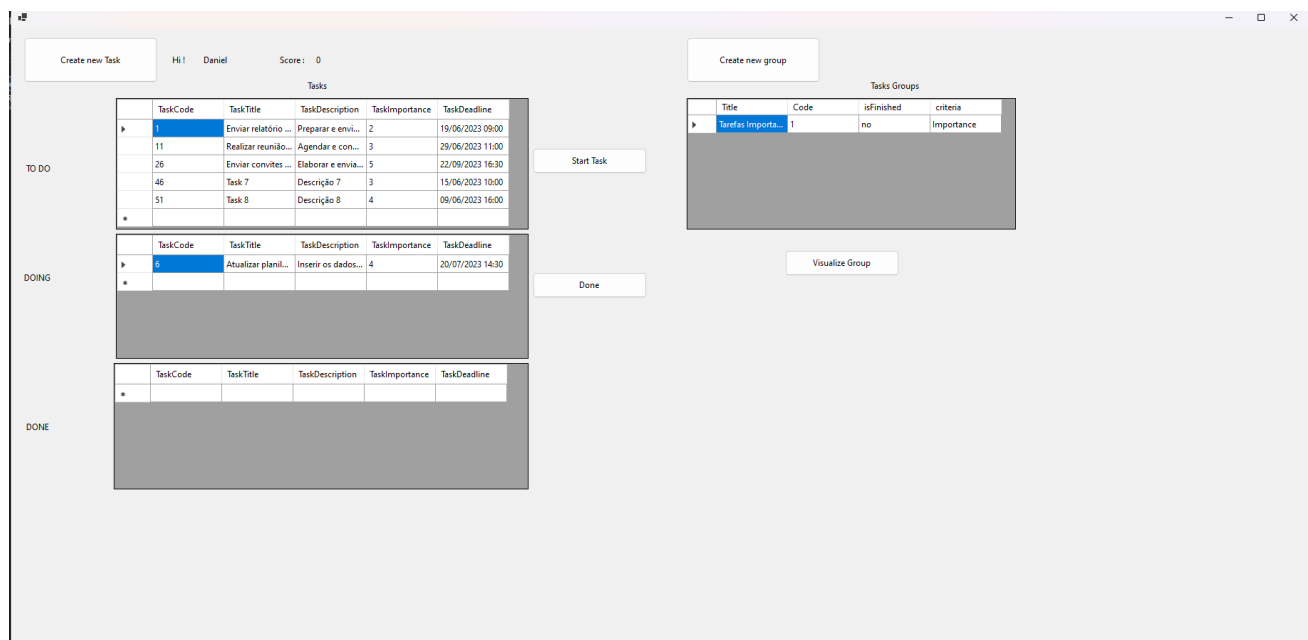 Create new Task Hi ! Daniel Score : 0 Create new group
Tasks Tasks Groups
TaskCode TaskTitle TaskDescription TaskImportance TaskDeadline
1 Enviar relatório ... Preparar e envi... 2 19/06/2023 09:00
11 Realizar reunião... Agendar e con... 3 29/06/2023 11:00
26 Enviar convites ... Elaborar e envia... 5 22/09/2023 16:30
46 Task 7 Descrição 7 3 15/06/2023 10:00
51 Task 8 Descrição 8 4 09/06/2023 16:00
TO DO
Start Task
Title Code isFinished criteria
Tarefas Importa... 1 no Importance
Visualize Group
TaskCode TaskTitle TaskDescription TaskImportance TaskDeadline
6 Atualizar planil... Inserir os dados... 4 20/07/2023 14:30
DOING
Done
TaskCode TaskTitle TaskDescription TaskImportance TaskDeadline
DONE